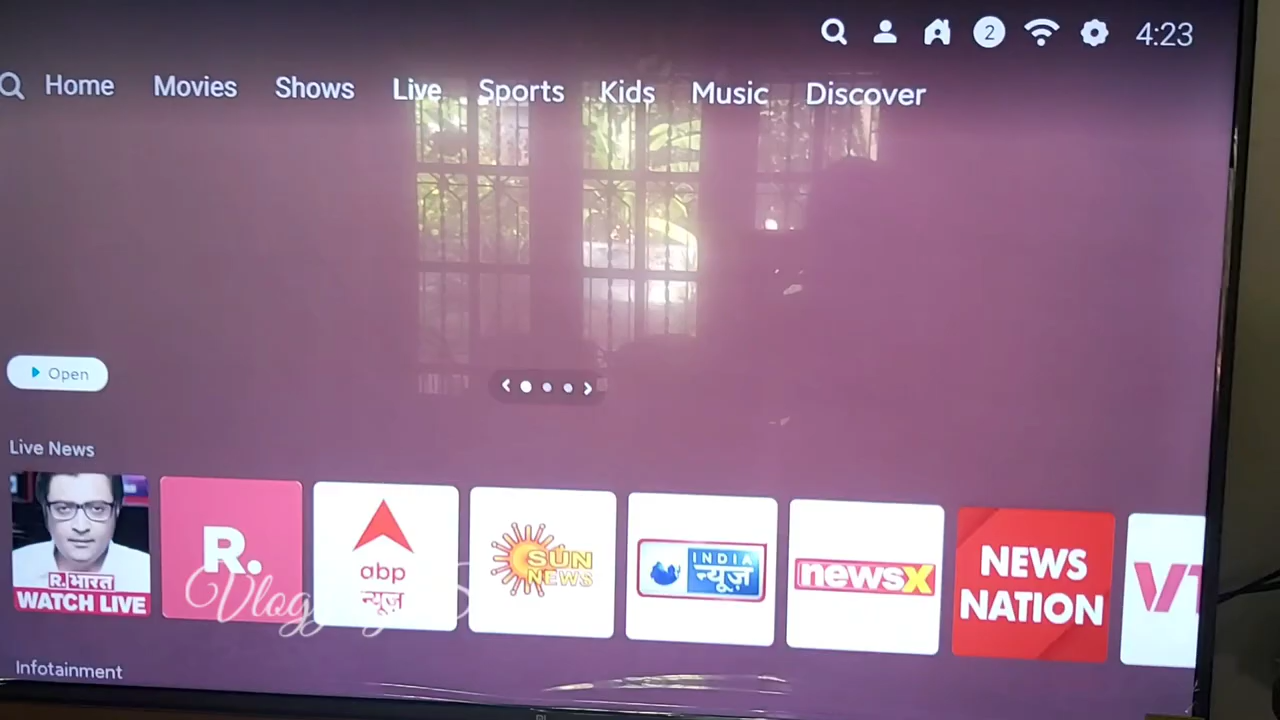 2
4:23
Home Movies Shows Live Sports Kids Music Discover
Open
Live News
R.भारत
WATCH LIVE
R.
abp
न्यूज़
SUN
NEWS
INDIA
न्यूज़
newsX
NEWS
NATION
Infotainment